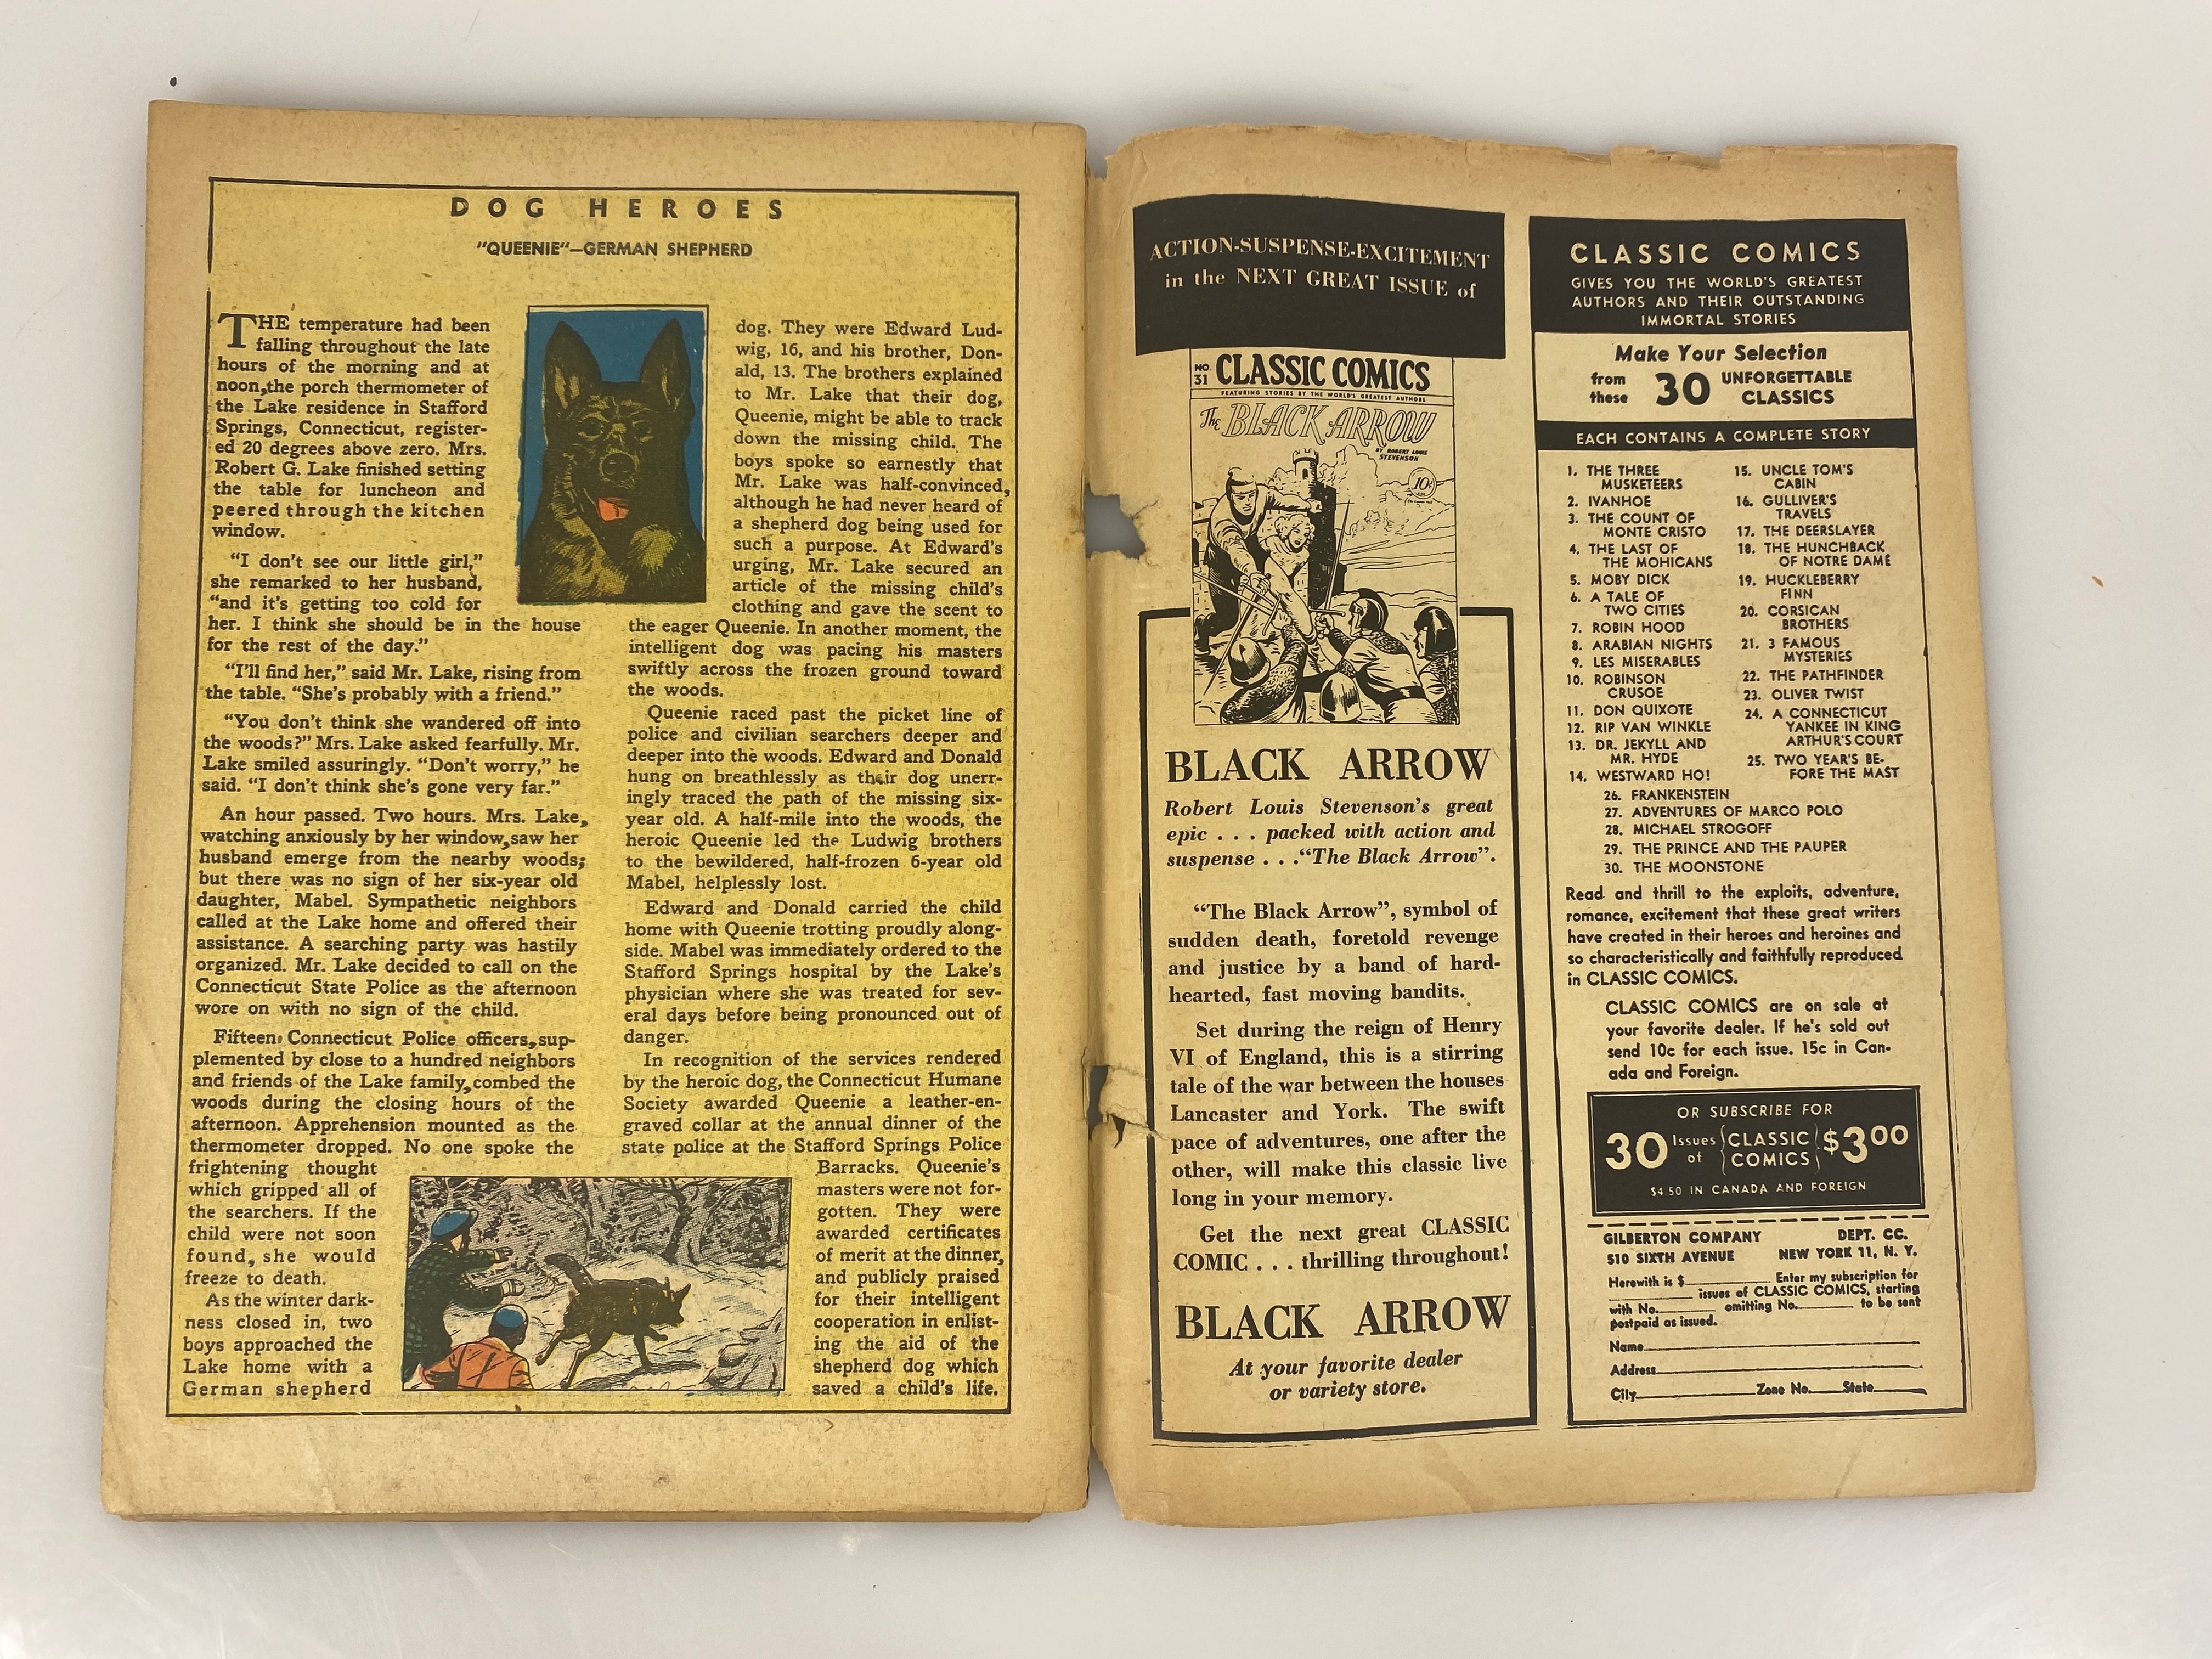 DOG HEROES
"QUEENIE"—GERMAN SHEPHERD
THE temperature had been
falling throughout the late
hours of the morning and at
noon, the porch thermometer of
the Lake residence in Stafford
Springs, Connecticut, register-
ed 20 degrees above zero. Mrs.
Robert G. Lake finished setting
the table for luncheon and
peered through the kitchen
window.
"I don't see our little girl,"
she remarked to her husband,
"and it's getting too cold for
her. I think she should be in the house
for the rest of the day."
"I'll find her," said Mr. Lake, rising from
the table. "She's probably with a friend."
"You don't think she wandered off into
the woods?" Mrs. Lake asked fearfully. Mr.
Lake smiled assuringly. "Don't worry," he
said. "I don't think she's gone very far."
An hour passed. Two hours. Mrs. Lake,
watching anxiously by her window, saw her
husband emerge from the nearby woods;
but there was no sign of her six-year old
daughter, Mabel. Sympathetic neighbors
called at the Lake home and offered their
assistance. A searching party was hastily
organized. Mr. Lake decided to call on the
Connecticut State Police as the afternoon
wore on with no sign of the child.
Fifteen Connecticut Police officers, sup-
plemented by close to a hundred neighbors
and friends of the Lake family, combed the
woods during the closing hours of the
afternoon. Apprehension mounted as the
thermometer dropped. No one spoke the
frightening thought
which gripped all of
the searchers. If the
child were not soon
found, she would
freeze to death.
As the winter dark-
ness closed in, two
boys approached the
Lake home with a
German shepherd
dog. They were Edward Lud-
wig, 16, and his brother, Don-
ald, 13. The brothers explained
to Mr. Lake that their dog,
Queenie, might be able to track
down the missing child. The
boys spoke so earnestly that
Mr. Lake was half-convinced,
although he had never heard of
a shepherd dog being used for
such a purpose. At Edward's
urging, Mr. Lake secured an
article of the missing child's
clothing and gave the scent to
the eager Queenie. In another moment, the
intelligent dog was pacing his masters
swiftly across the frozen ground toward
the woods.
Queenie raced past the picket line of
police and civilian searchers deeper and
deeper into the woods. Edward and Donald
hung on breathlessly as their dog unerr-
ingly traced the path of the missing six-
year old. A half-mile into the woods, the
heroic Queenie led the Ludwig brothers
to the bewildered, half-frozen 6-year old
Mabel, helplessly lost.
Edward and Donald carried the child
home with Queenie trotting proudly along-
side. Mabel was immediately ordered to the
Stafford Springs hospital by the Lake's
physician where she was treated for sev-
eral days before being pronounced out of
danger.
In recognition of the services rendered
by the heroic dog, the Connecticut Humane
Society awarded Queenie a leather-en-
graved collar at the annual dinner of the
state police at the Stafford Springs Police
Barracks. Queenie's
masters were not for-
gotten. They were
awarded certificates
of merit at the dinner,
and publicly praised
for their intelligent
cooperation in enlist-
ing the aid of the
shepherd dog which
saved a child's life.
ACTION-SUSPENSE-EXCITEMENT
in the NEXT GREAT ISSUE of
NO. 31 CLASSIC COMICS
FEATURING STORIES BY THE WORLD'S GREATEST AUTHORS
The BLACK ARROW
BY ROBERT LOUIS
STEVENSON
10¢
BLACK ARROW
Robert Louis Stevenson's great
epic . . . packed with action and
suspense . . ."The Black Arrow".
"The Black Arrow", symbol of
sudden death, foretold revenge
and justice by a band of hard-
hearted, fast moving bandits.
Set during the reign of Henry
VI of England, this is a stirring
tale of the war between the houses
Lancaster and York. The swift
pace of adventures, one after the
other, will make this classic live
long in your memory.
Get the next great CLASSIC
COMIC . . . thrilling throughout!
BLACK ARROW
At your favorite dealer
or variety store.
CLASSIC COMICS
GIVES YOU THE WORLD'S GREATEST
AUTHORS AND THEIR OUTSTANDING
IMMORTAL STORIES
Make Your Selection
from these 30 UNFORGETTABLE CLASSICS
EACH CONTAINS A COMPLETE STORY
1. THE THREE
MUSKETEERS
2. IVANHOE
3. THE COUNT OF
MONTE CRISTO
4. THE LAST OF
THE MOHICANS
5. MOBY DICK
6. A TALE OF
TWO CITIES
7. ROBIN HOOD
8. ARABIAN NIGHTS
9. LES MISERABLES
10. ROBINSON
CRUSOE
11. DON QUIXOTE
12. RIP VAN WINKLE
13. DR. JEKYLL AND
MR. HYDE
14. WESTWARD HO!
15. UNCLE TOM'S
CABIN
16. GULLIVER'S
TRAVELS
17. THE DEERSLAYER
18. THE HUNCHBACK
OF NOTRE DAME
19. HUCKLEBERRY
FINN
20. CORSICAN
BROTHERS
21. 3 FAMOUS
MYSTERIES
22. THE PATHFINDER
23. OLIVER TWIST
24. A CONNECTICUT
YANKEE IN KING
ARTHUR'S COURT
25. TWO YEAR'S BE-
FORE THE MAST
26. FRANKENSTEIN
27. ADVENTURES OF MARCO POLO
28. MICHAEL STROGOFF
29. THE PRINCE AND THE PAUPER
30. THE MOONSTONE
Read and thrill to the exploits, adventure,
romance, excitement that these great writers
have created in their heroes and heroines and
so characteristically and faithfully reproduced
in CLASSIC COMICS.
CLASSIC COMICS are on sale at
your favorite dealer. If he's sold out
send 10c for each issue. 15c in Can-
ada and Foreign.
OR SUBSCRIBE FOR
30 Issues of CLASSIC COMICS $3.00
$4.50 IN CANADA AND FOREIGN
GILBERTON COMPANY DEPT. CC.
510 SIXTH AVENUE NEW YORK 11, N. Y.
Herewith is $________ Enter my subscription for
________ issues of CLASSIC COMICS, starting
with No.________ omitting No.________ to be sent
postpaid as issued.
Name________
Address________
City________ Zone No.____ State________